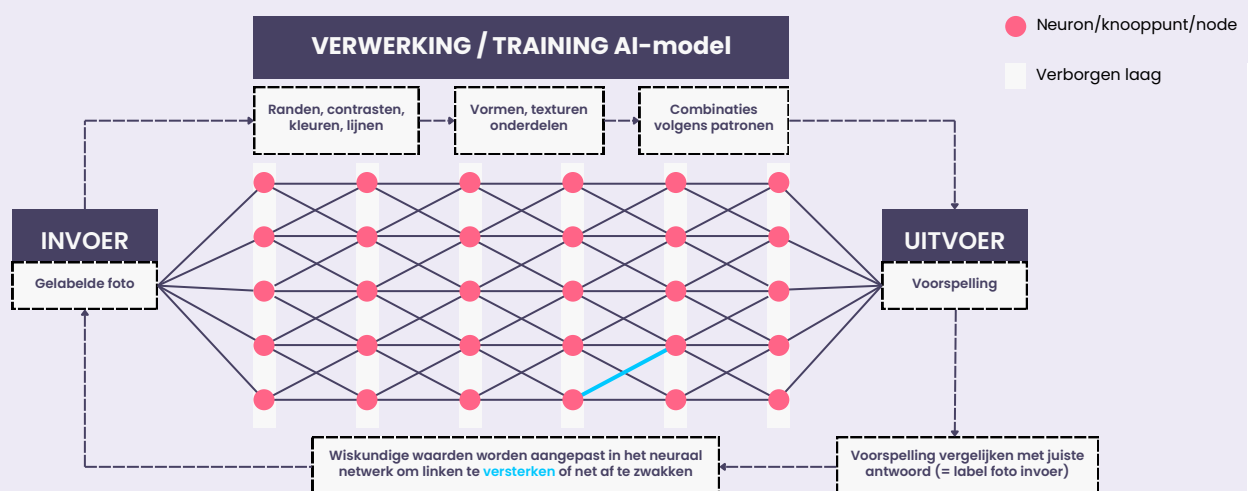 VERWERKING / TRAINING AI-model
Neuron/knooppunt/node
Verborgen laag
Randen, contrasten,
kleuren, lijnen
Vormen, texturen
onderdelen
Combinaties
volgens patronen
INVOER
Gelabelde foto
UITVOER
Voorspelling
Wiskundige waarden worden aangepast in het neuraal
netwerk om linken te versterken of net af te zwakken
Voorspelling vergelijken met juiste
antwoord (= label foto invoer)